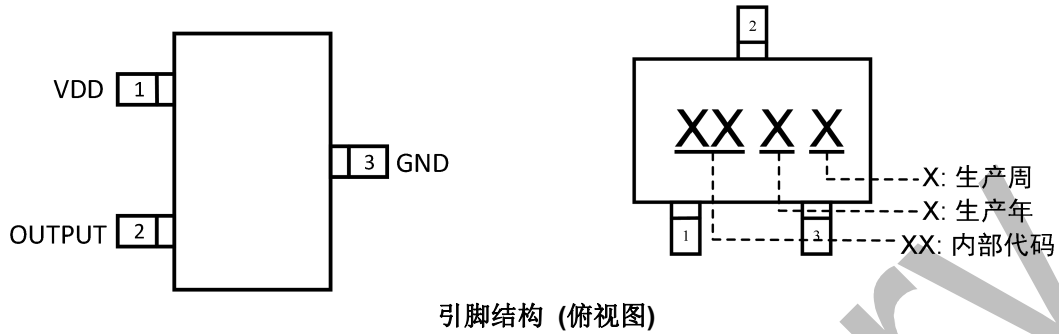 VDD 1
3 GND
OUTPUT 2
2
XX X X
X: 生产周
X: 生产年
XX: 内部代码
1 3
引脚结构 (俯视图)